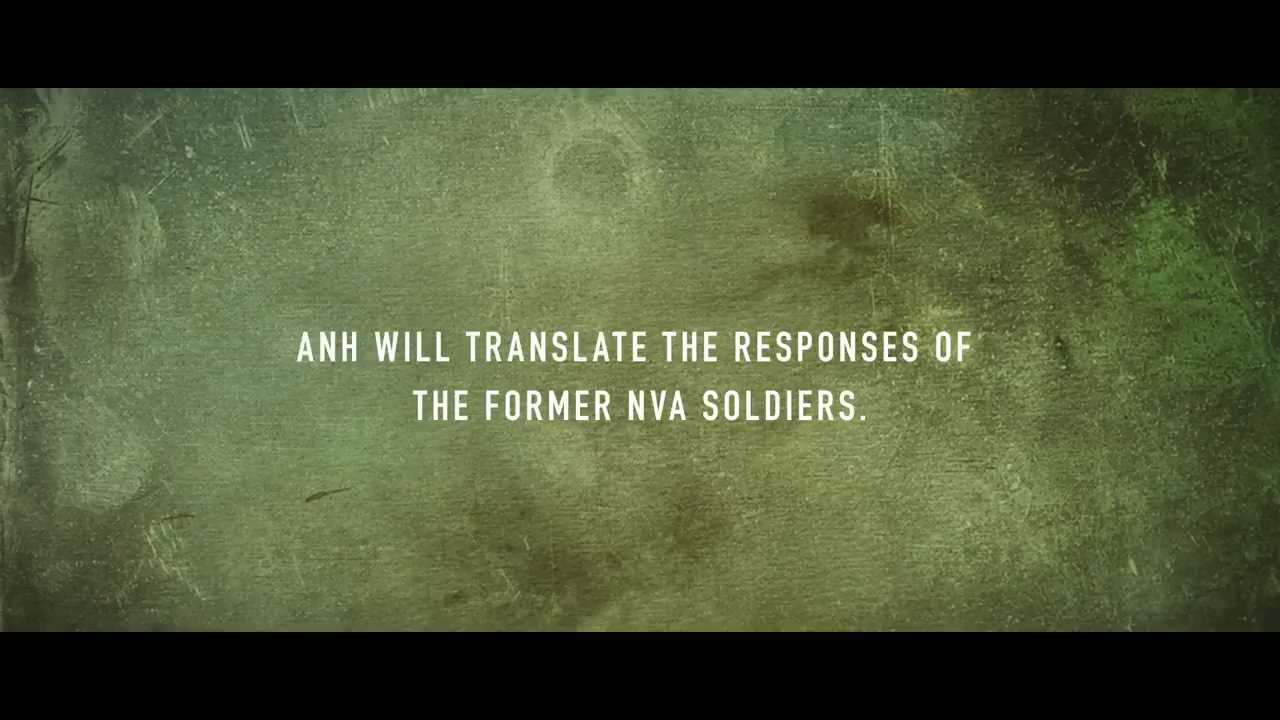 ANH WILL TRANSLATE THE RESPONSES OF
THE FORMER NVA SOLDIERS.